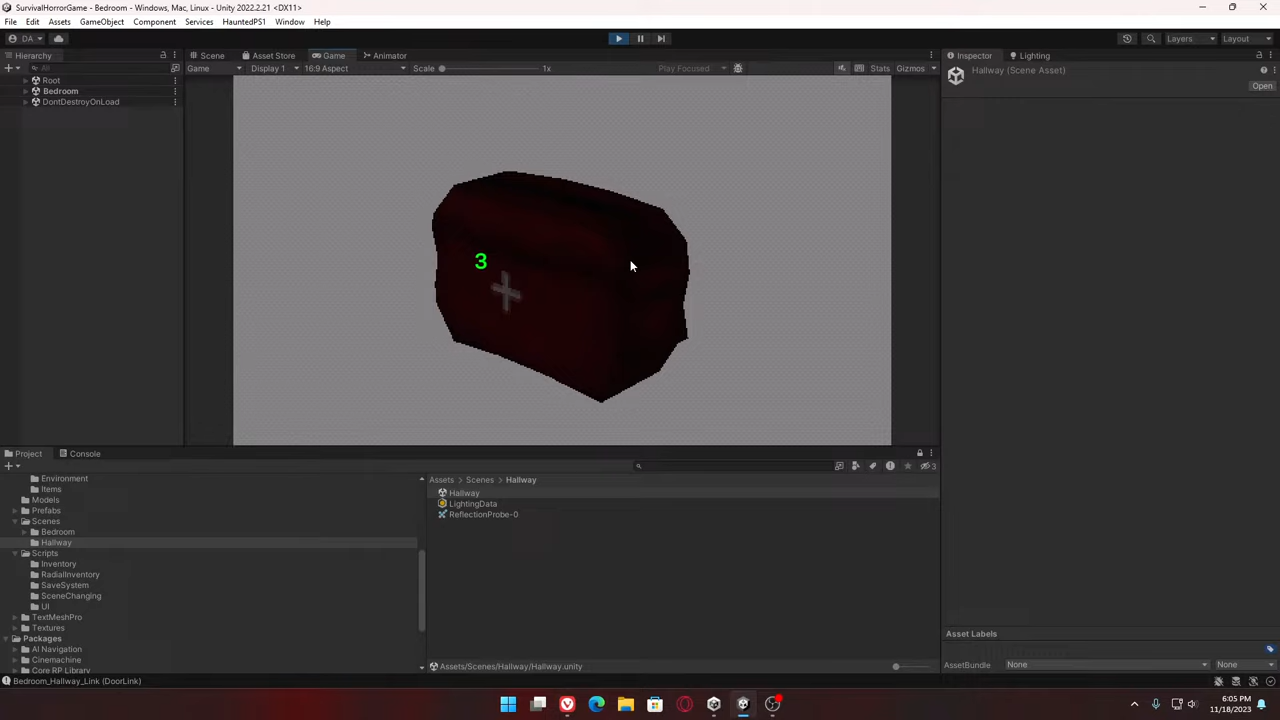 SurvivalHorrorGame - Bedroom - Windows, Mac, Linux - Unity 2022.2.21 <DX11>
File Edit Assets GameObject Component Services HauntedPS1 Window Help
DA Layers Layout
Hierarchy Scene Asset Store Game Animator Inspector Lighting
All
Game Display 1 16:9 Aspect Scale 1x Play Focused Stats Gizmos
Hallway (Scene Asset)
Open
Root
Bedroom
DontDestroyOnLoad
3
Project Console
3
Environment
Items
Models
Prefabs
Scenes
Bedroom
Hallway
Scripts
Inventory
RadialInventory
SaveSystem
SceneChanging
UI
TextMeshPro
Textures
Packages
AI Navigation
Cinemachine
Core RP Library
Assets > Scenes > Hallway
Hallway
LightingData
ReflectionProbe-0
Assets/Scenes/Hallway/Hallway.unity
Asset Labels
AssetBundle None None
Bedroom_Hallway_Link (DoorLink)
6:05 PM
11/18/2023